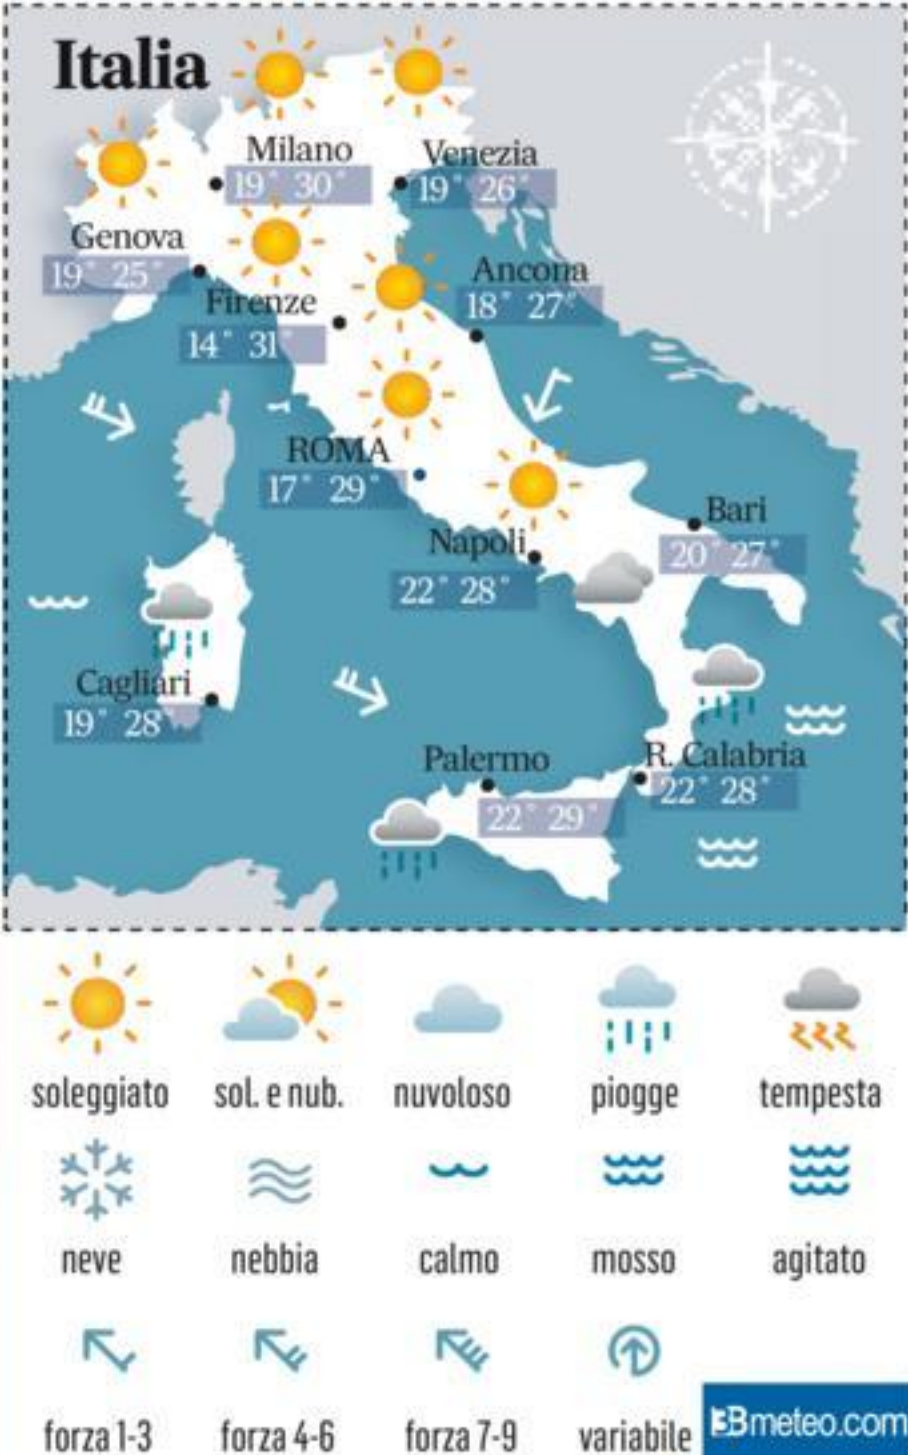 Italia
Milano
19° 30°
Venezia
19° 26°
Genova
19° 25°
Ancona
18° 27°
Firenze
14° 31°
ROMA
17° 29°
Bari
20° 27°
Napoli
22° 28°
Cagliari
19° 28°
Palermo
22° 29°
R. Calabria
22° 28°
soleggiato sol. e nub. nuvoloso piogge tempesta
neve nebbia calmo mosso agitato
forza 1-3 forza 4-6 forza 7-9 variabile
3Bmeteo.com